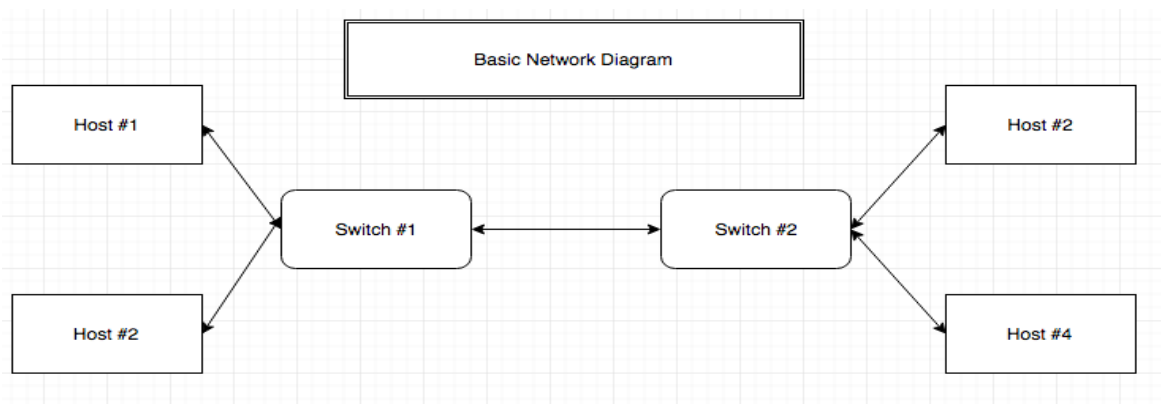 Basic Network Diagram
Host #1
Host #2
Switch #1
Switch #2
Host #2
Host #4